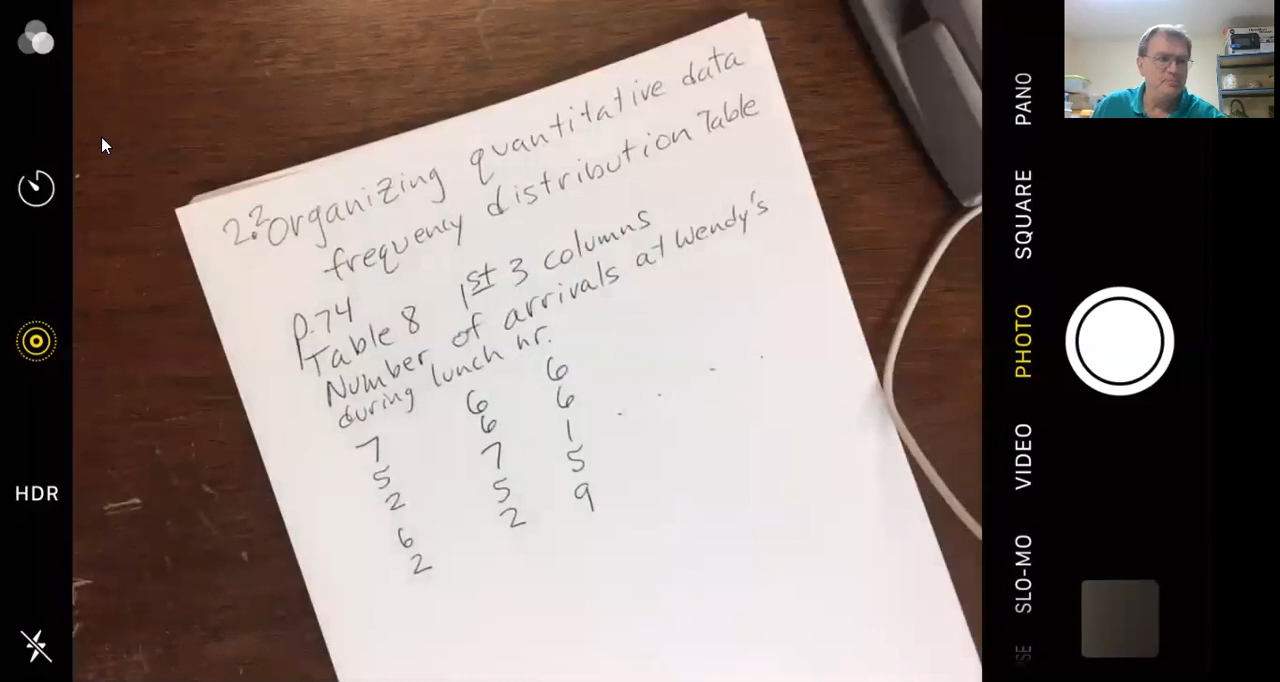 2.2 Organizing quantitative data
frequency distribution Table
P.74
Table 8 1st 3 columns
Number of arrivals at Wendy's
during lunch hr.
7 6 6
5 6 6
2 7 1
6 5 5
2 2 9
HDR
PANO
SQUARE
PHOTO
VIDEO
SLO-MO
SE